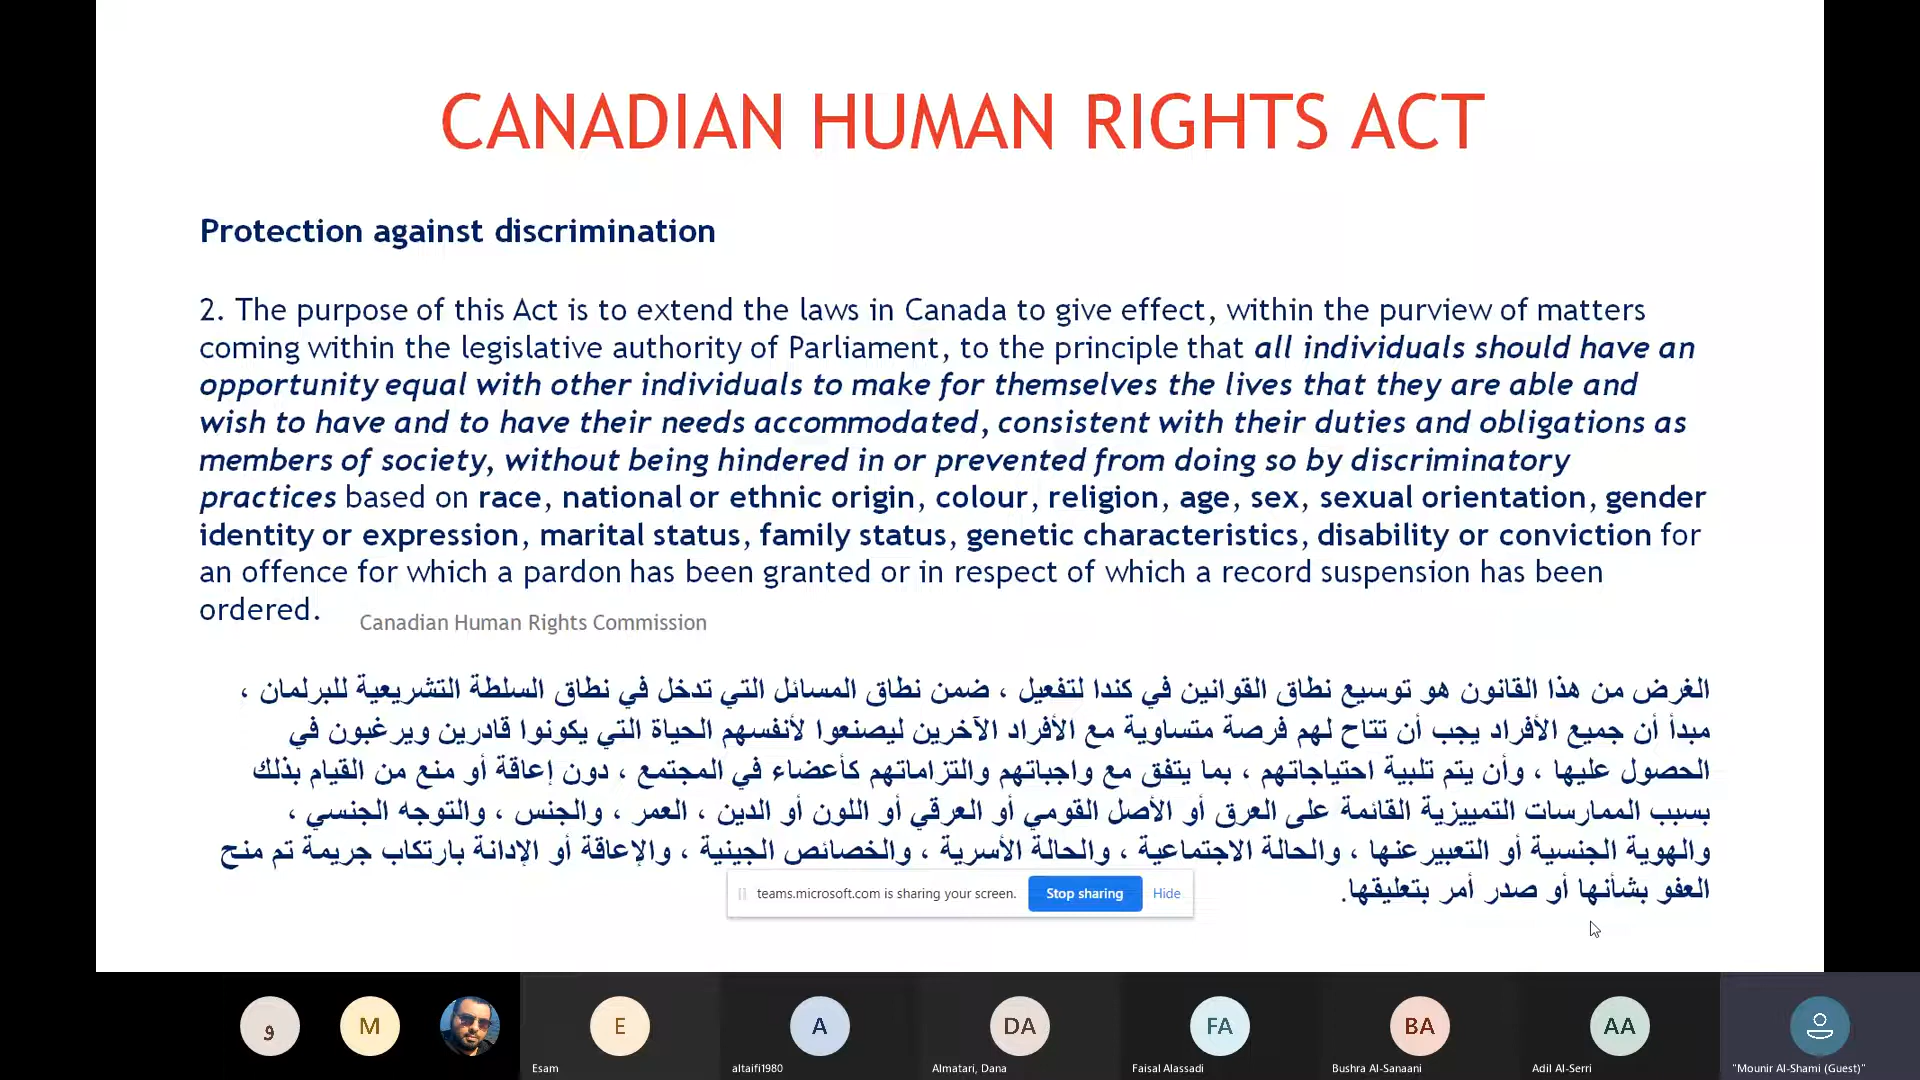 CANADIAN HUMAN RIGHTS ACT
Protection against discrimination
2. The purpose of this Act is to extend the laws in Canada to give effect, within the purview of matters
coming within the legislative authority of Parliament, to the principle that all individuals should have an
opportunity equal with other individuals to make for themselves the lives that they are able and
wish to have and to have their needs accommodated, consistent with their duties and obligations as
members of society, without being hindered in or prevented from doing so by discriminatory
practices based on race, national or ethnic origin, colour, religion, age, sex, sexual orientation, gender
identity or expression, marital status, family status, genetic characteristics, disability or conviction for
an offence for which a pardon has been granted or in respect of which a record suspension has been
ordered.
Canadian Human Rights Commission
الغرض من هذا القانون هو توسيع نطاق القوانين في كندا لتفعيل ، ضمن نطاق المسائل التي تدخل في نطاق السلطة التشريعية للبرلمان ،
مبدأ أن جميع الأفراد يجب أن تتاح لهم فرصة متساوية مع الأفراد الآخرين ليصنعوا لأنفسهم الحياة التي يكونوا قادرين ويرغبون في
الحصول عليها ، وأن يتم تلبية احتياجاتهم ، بما يتفق مع واجباتهم والتزاماتهم كأعضاء في المجتمع ، دون إعاقة أو منع من القيام بذلك
بسبب الممارسات التمييزية القائمة على العرق أو الأصل القومي أو العرقي أو اللون أو الدين ، العمر ، والجنس ، والتوجه الجنسي ،
والهوية الجنسية أو التعبيرعنها ، والحالة الاجتماعية ، والحالة الأسرية ، والخصائص الجينية ، والإعاقة أو الإدانة بارتكاب جريمة تم منح
العفو بشأنها أو صدر أمر بتعليقها.
teams.microsoft.com is sharing your screen. Stop sharing Hide
و M E A DA FA BA AA
Esam altaifi1980 Almatari, Dana Faisal Alassadi Bushra Al-Sanaani Adil Al-Serri "Mounir Al-Shami (Guest)"